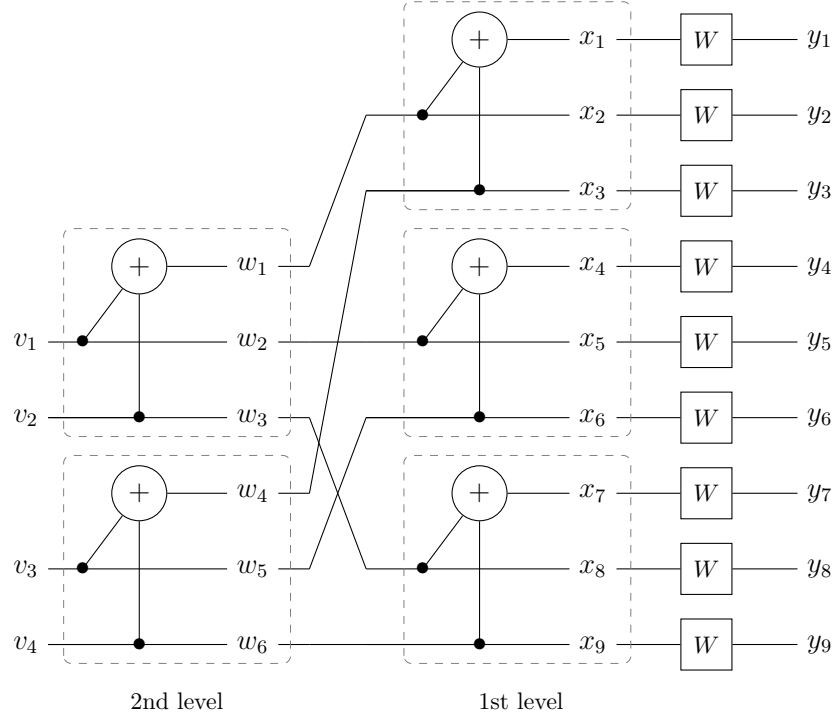 + x₁ W y₁
x₂ W y₂
x₃ W y₃
+ w₁ + x₄ W y₄
v₁ w₂ x₅ W y₅
v₂ w₃ x₆ W y₆
+ w₄ + x₇ W y₇
v₃ w₅ x₈ W y₈
v₄ w₆ x₉ W y₉
2nd level 1st level